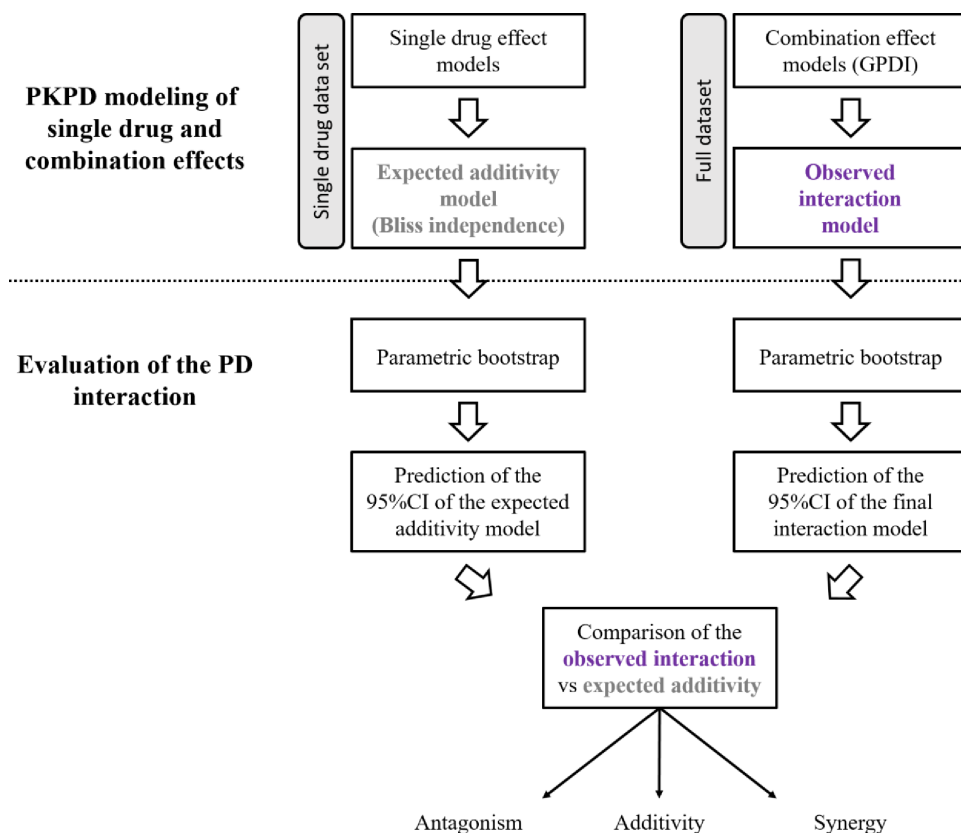 PKPD modeling of
single drug and
combination effects
Single drug data set
Single drug effect
models
Expected additivity
model
(Bliss independence)
Full dataset
Combination effect
models (GPDI)
Observed
interaction
model
Evaluation of the PD
interaction
Parametric bootstrap
Parametric bootstrap
Prediction of the
95%CI of the expected
additivity model
Prediction of the
95%CI of the final
interaction model
Comparison of the
observed interaction
vs expected additivity
Antagonism
Additivity
Synergy